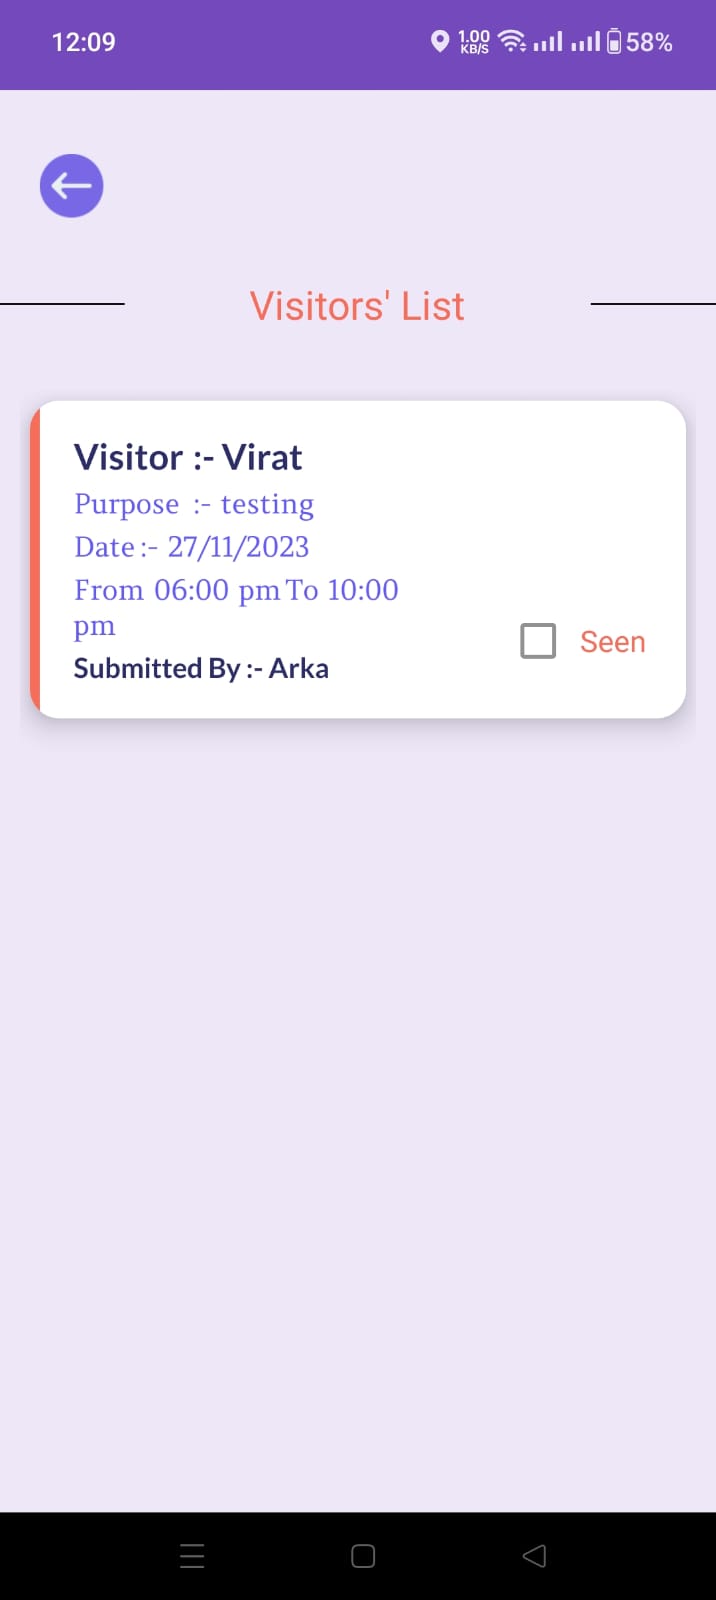 12:09 1.00 KB/S 58%
Visitors' List
Visitor :- Virat
Purpose :- testing
Date :- 27/11/2023
From 06:00 pm To 10:00
pm
Seen
Submitted By :- Arka